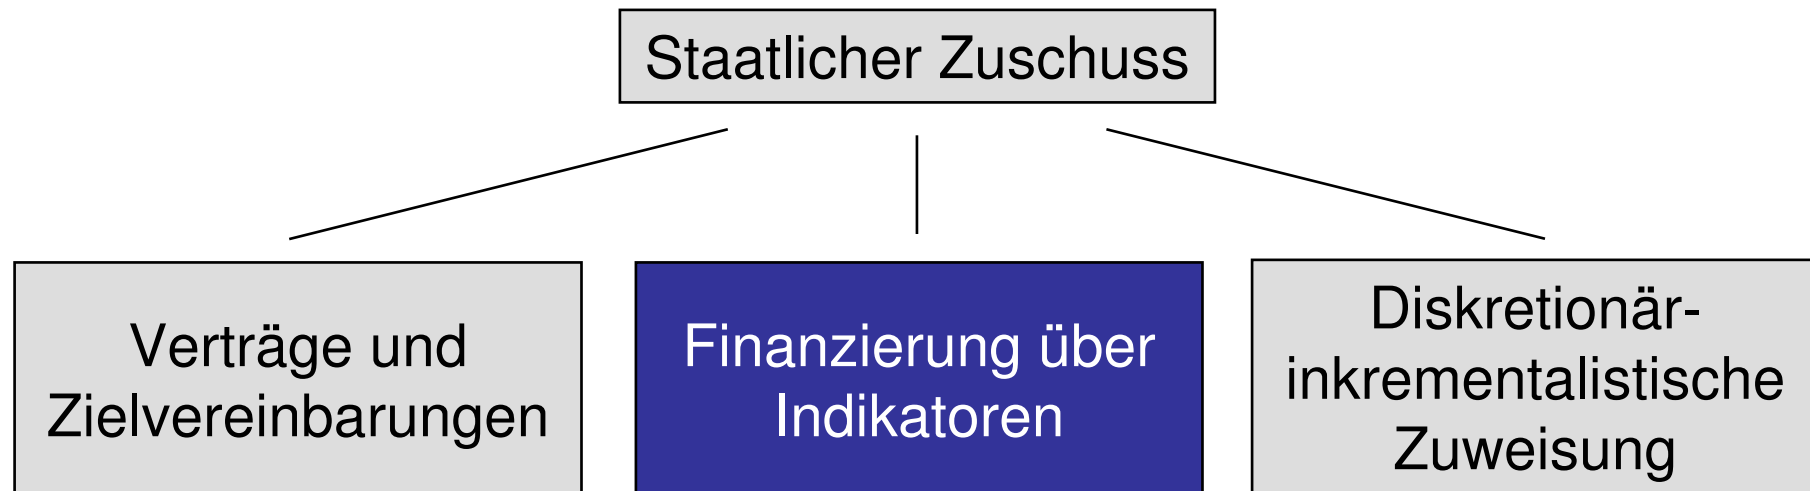 Staatlicher Zuschuss
Verträge und
Zielvereinbarungen
Finanzierung über
Indikatoren
Diskretionär-
inkrementalistische
Zuweisung